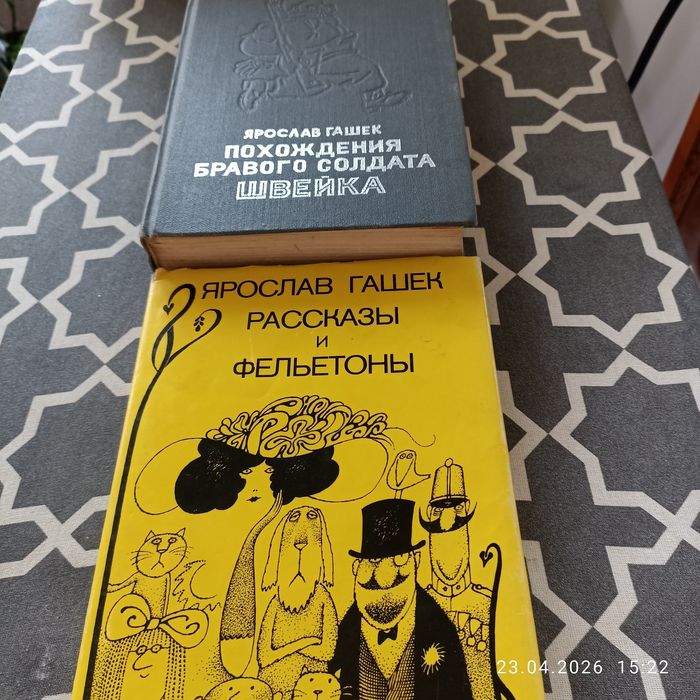 ЯРОСЛАВ ГАШЕК
ПОХОЖДЕНИЯ
БРАВОГО СОЛДАТА
ШВЕЙКА
ЯРОСЛАВ ГАШЕК
РАССКАЗЫ
И
ФЕЛЬЕТОНЫ
23.04.2026 15:22